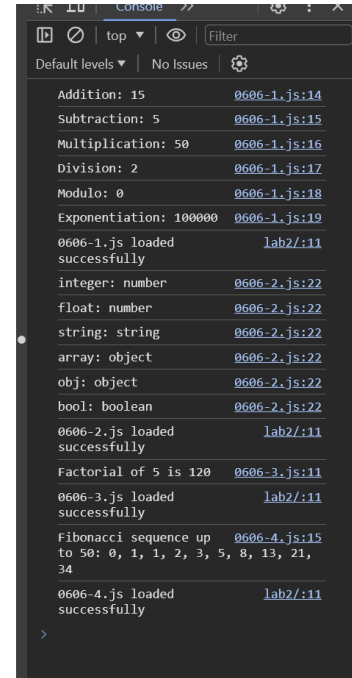 Console
top
Filter
Default levels No Issues
Addition: 15 0606-1.js:14
Subtraction: 5 0606-1.js:15
Multiplication: 50 0606-1.js:16
Division: 2 0606-1.js:17
Modulo: 0 0606-1.js:18
Exponentiation: 100000 0606-1.js:19
0606-1.js loaded lab2/:11
successfully
integer: number 0606-2.js:22
float: number 0606-2.js:22
string: string 0606-2.js:22
array: object 0606-2.js:22
obj: object 0606-2.js:22
bool: boolean 0606-2.js:22
0606-2.js loaded lab2/:11
successfully
Factorial of 5 is 120 0606-3.js:11
0606-3.js loaded lab2/:11
successfully
Fibonacci sequence up 0606-4.js:15
to 50: 0, 1, 1, 2, 3, 5, 8, 13, 21,
34
0606-4.js loaded lab2/:11
successfully